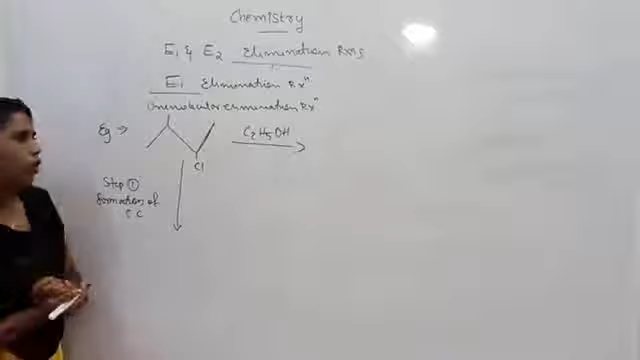 Chemistry
E1 & E2 Elimination Rxns
E1 Elimination Rxn
Unimolecular elimination Rxn
Eg ⇒
C2H5OH
Cl
Step ①
formation of
C